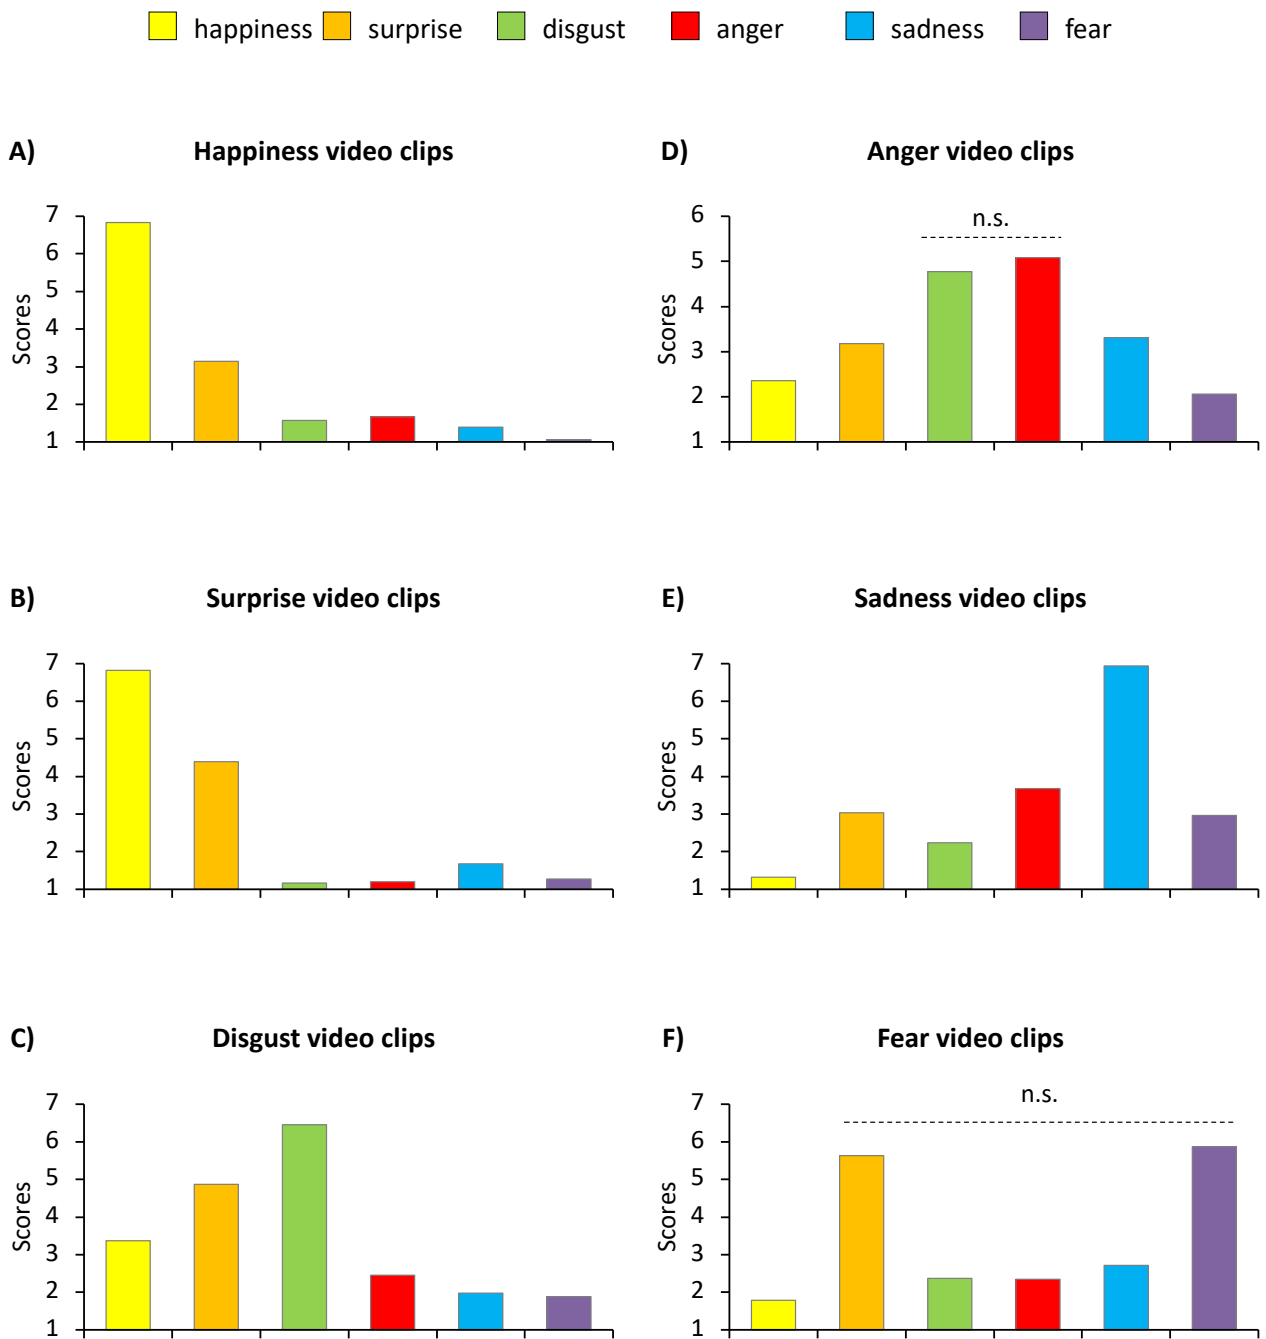 happiness surprise disgust anger sadness fear
A) Happiness video clips
Scores
7
6
5
4
3
2
1
D) Anger video clips
n.s.
Scores
6
5
4
3
2
1
B) Surprise video clips
Scores
7
6
5
4
3
2
1
E) Sadness video clips
Scores
7
6
5
4
3
2
1
C) Disgust video clips
Scores
7
6
5
4
3
2
1
F) Fear video clips
n.s.
Scores
7
6
5
4
3
2
1